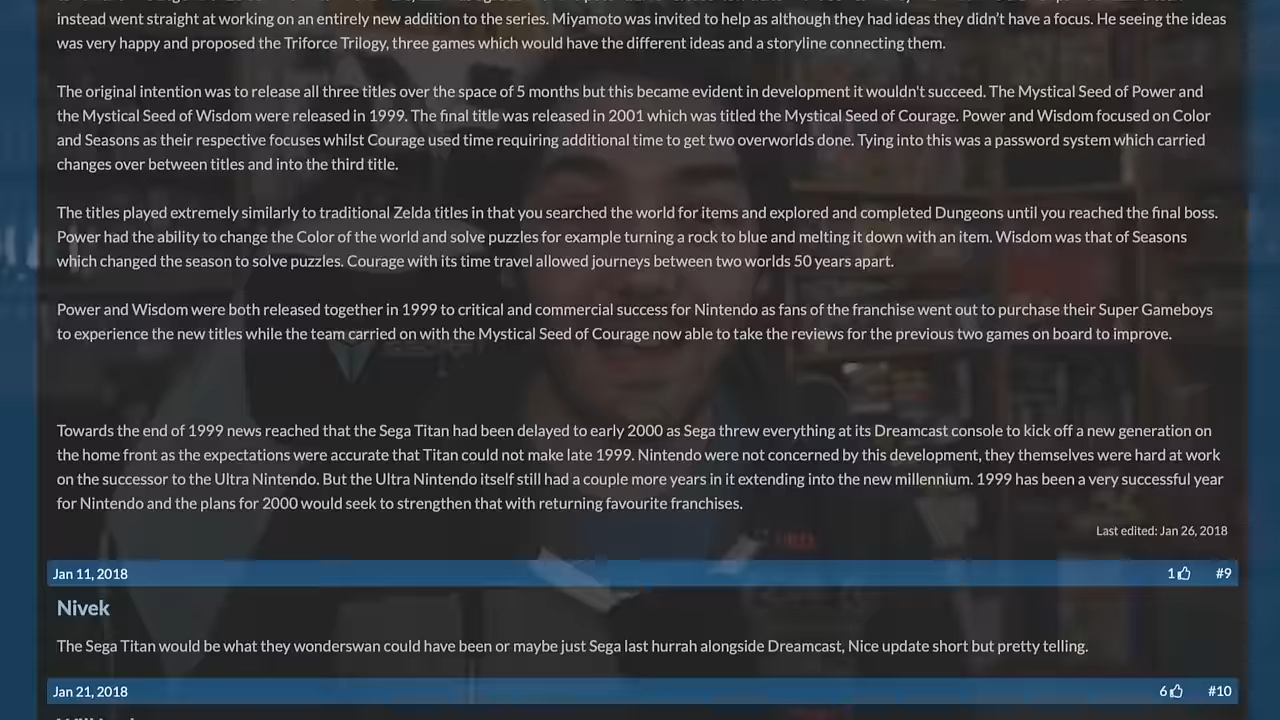 instead went straight at working on an entirely new addition to the series. Miyamoto was invited to help as although they had ideas they didn’t have a focus. He seeing the ideas
was very happy and proposed the Triforce Trilogy, three games which would have the different ideas and a storyline connecting them.
The original intention was to release all three titles over the space of 5 months but this became evident in development it wouldn't succeed. The Mystical Seed of Power and
the Mystical Seed of Wisdom were released in 1999. The final title was released in 2001 which was titled the Mystical Seed of Courage. Power and Wisdom focused on Color
and Seasons as their respective focuses whilst Courage used time requiring additional time to get two overworlds done. Tying into this was a password system which carried
changes over between titles and into the third title.
The titles played extremely similarly to traditional Zelda titles in that you searched the world for items and explored and completed Dungeons until you reached the final boss.
Power had the ability to change the Color of the world and solve puzzles for example turning a rock to blue and melting it down with an item. Wisdom was that of Seasons
which changed the season to solve puzzles. Courage with its time travel allowed journeys between two worlds 50 years apart.
Power and Wisdom were both released together in 1999 to critical and commercial success for Nintendo as fans of the franchise went out to purchase their Super Gameboys
to experience the new titles while the team carried on with the Mystical Seed of Courage now able to take the reviews for the previous two games on board to improve.
Towards the end of 1999 news reached that the Sega Titan had been delayed to early 2000 as Sega threw everything at its Dreamcast console to kick off a new generation on
the home front as the expectations were accurate that Titan could not make late 1999. Nintendo were not concerned by this development, they themselves were hard at work
on the successor to the Ultra Nintendo. But the Ultra Nintendo itself still had a couple more years in it extending into the new millennium. 1999 has been a very successful year
for Nintendo and the plans for 2000 would seek to strengthen that with returning favourite franchises.
Last edited: Jan 26, 2018
Jan 11, 2018 1 #9
Nivek
The Sega Titan would be what they wonderswan could have been or maybe just Sega last hurrah alongside Dreamcast, Nice update short but pretty telling.
Jan 21, 2018 6 #10